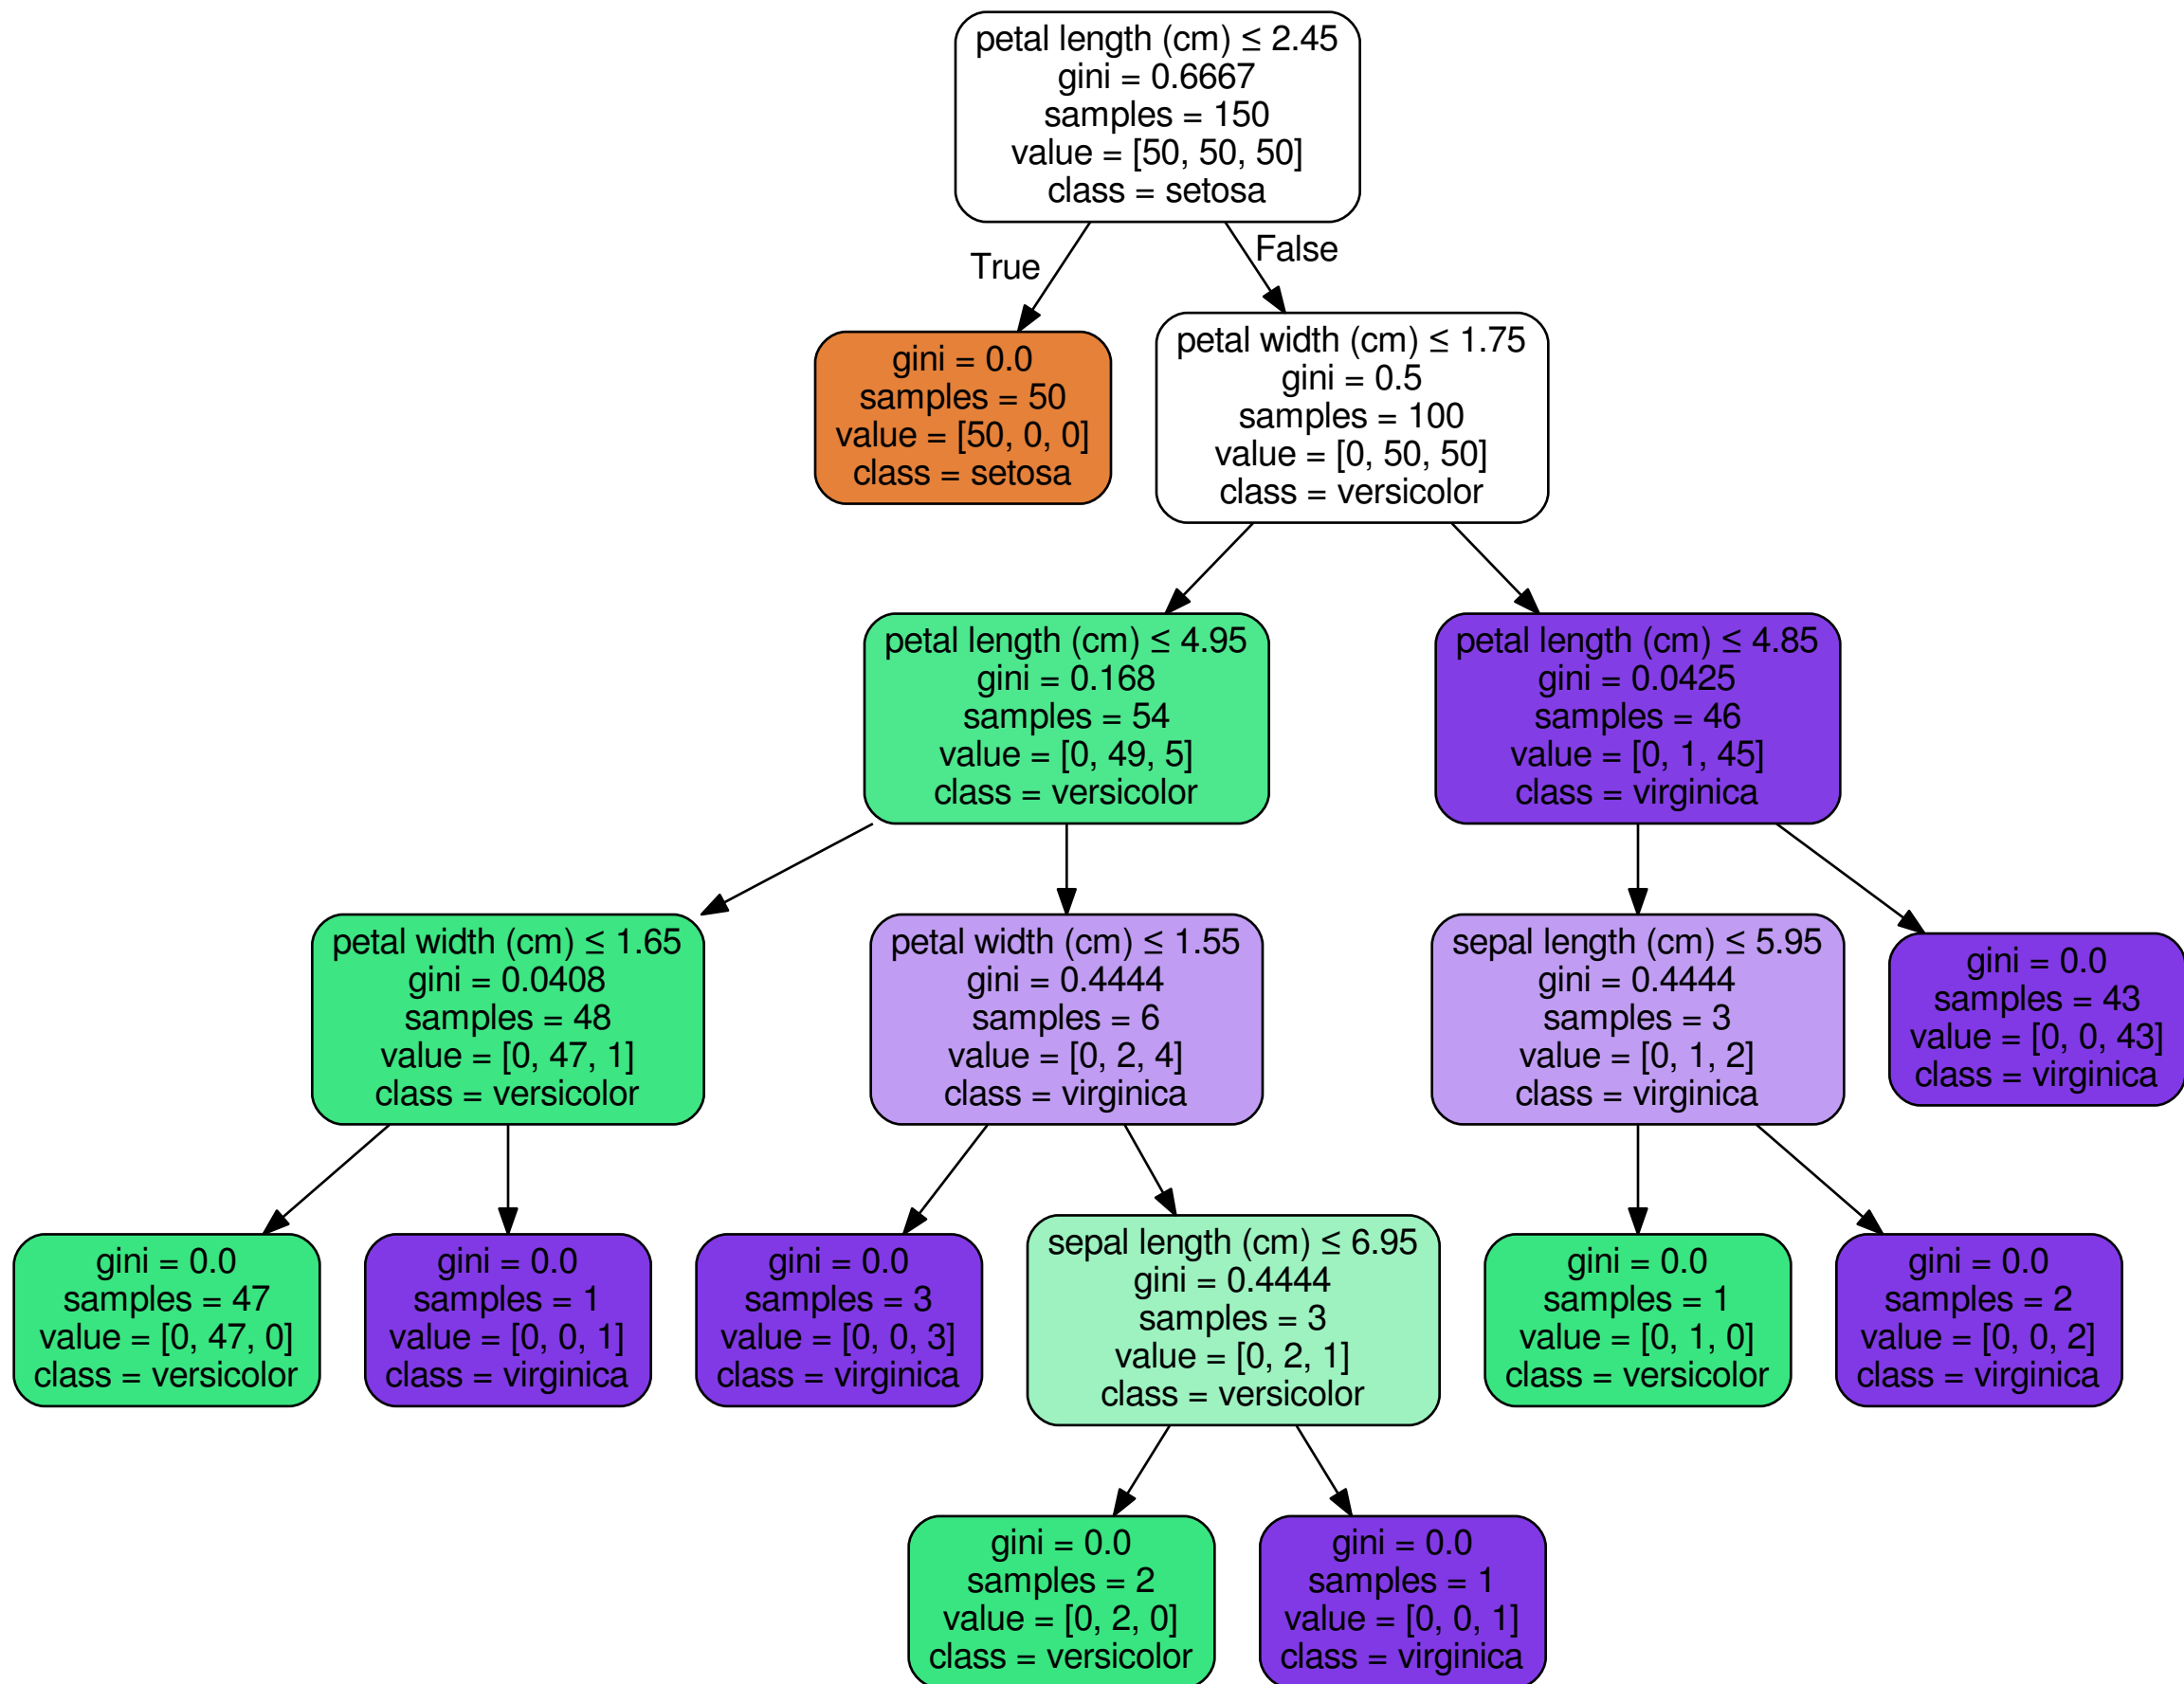 petal length (cm) ≤ 2.45
gini = 0.6667
samples = 150
value = [50, 50, 50]
class = setosa
True
False
gini = 0.0
samples = 50
value = [50, 0, 0]
class = setosa
petal width (cm) ≤ 1.75
gini = 0.5
samples = 100
value = [0, 50, 50]
class = versicolor
petal length (cm) ≤ 4.95
gini = 0.168
samples = 54
value = [0, 49, 5]
class = versicolor
petal length (cm) ≤ 4.85
gini = 0.0425
samples = 46
value = [0, 1, 45]
class = virginica
petal width (cm) ≤ 1.65
gini = 0.0408
samples = 48
value = [0, 47, 1]
class = versicolor
petal width (cm) ≤ 1.55
gini = 0.4444
samples = 6
value = [0, 2, 4]
class = virginica
sepal length (cm) ≤ 5.95
gini = 0.4444
samples = 3
value = [0, 1, 2]
class = virginica
gini = 0.0
samples = 43
value = [0, 0, 43]
class = virginica
gini = 0.0
samples = 47
value = [0, 47, 0]
class = versicolor
gini = 0.0
samples = 1
value = [0, 0, 1]
class = virginica
gini = 0.0
samples = 3
value = [0, 0, 3]
class = virginica
sepal length (cm) ≤ 6.95
gini = 0.4444
samples = 3
value = [0, 2, 1]
class = versicolor
gini = 0.0
samples = 1
value = [0, 1, 0]
class = versicolor
gini = 0.0
samples = 2
value = [0, 0, 2]
class = virginica
gini = 0.0
samples = 2
value = [0, 2, 0]
class = versicolor
gini = 0.0
samples = 1
value = [0, 0, 1]
class = virginica